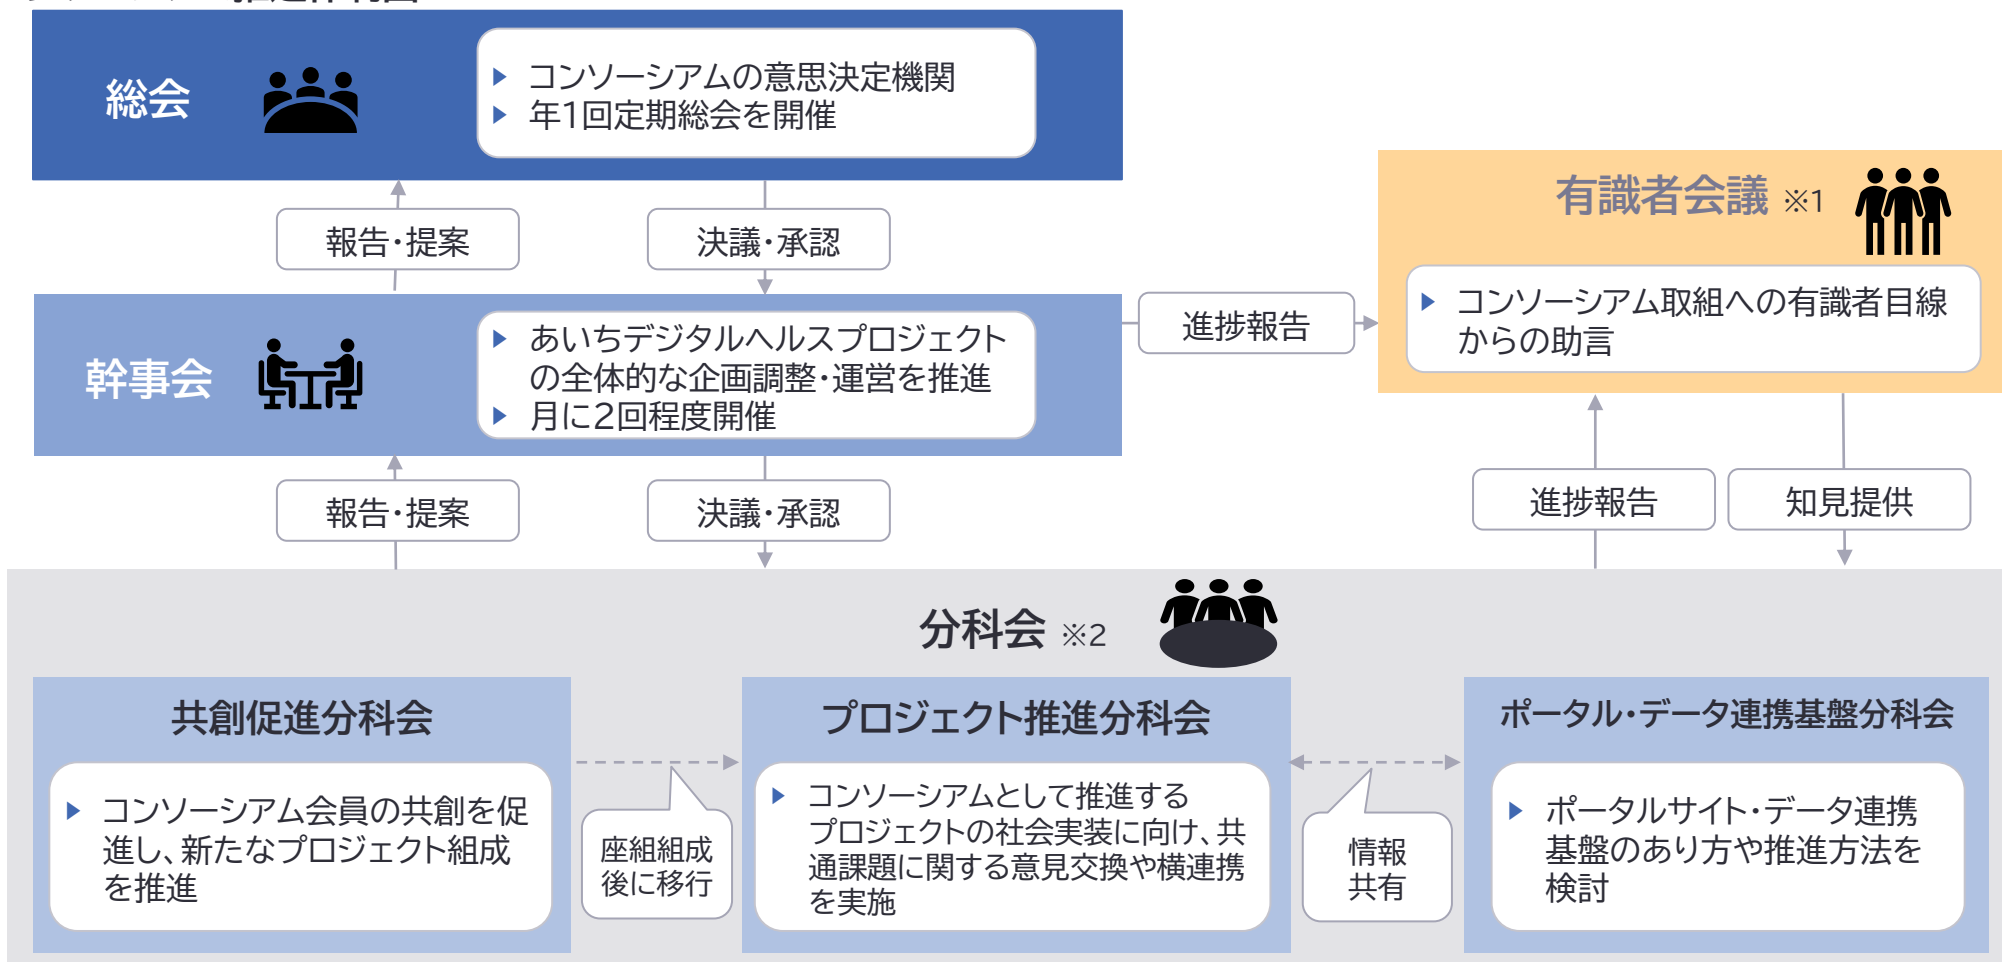 総会
コンソーシアムの意思決定機関
年1回定期総会を開催
報告・提案
決議・承認
幹事会
あいちデジタルヘルスプロジェクト
の全体的な企画調整・運営を推進
月に2回程度開催
進捗報告
有識者会議 ※1
コンソーシアム取組への有識者目線
からの助言
報告・提案
決議・承認
進捗報告
知見提供
分科会 ※2
共創促進分科会
コンソーシアム会員の共創を促
進し、新たなプロジェクト組成
を推進
座組組成
後に移行
プロジェクト推進分科会
コンソーシアムとして推進する
プロジェクトの社会実装に向け、共
通課題に関する意見交換や横連携
を実施
情報
共有
ポータル・データ連携基盤分科会
ポータルサイト・データ連携
基盤のあり方や推進方法を
検討